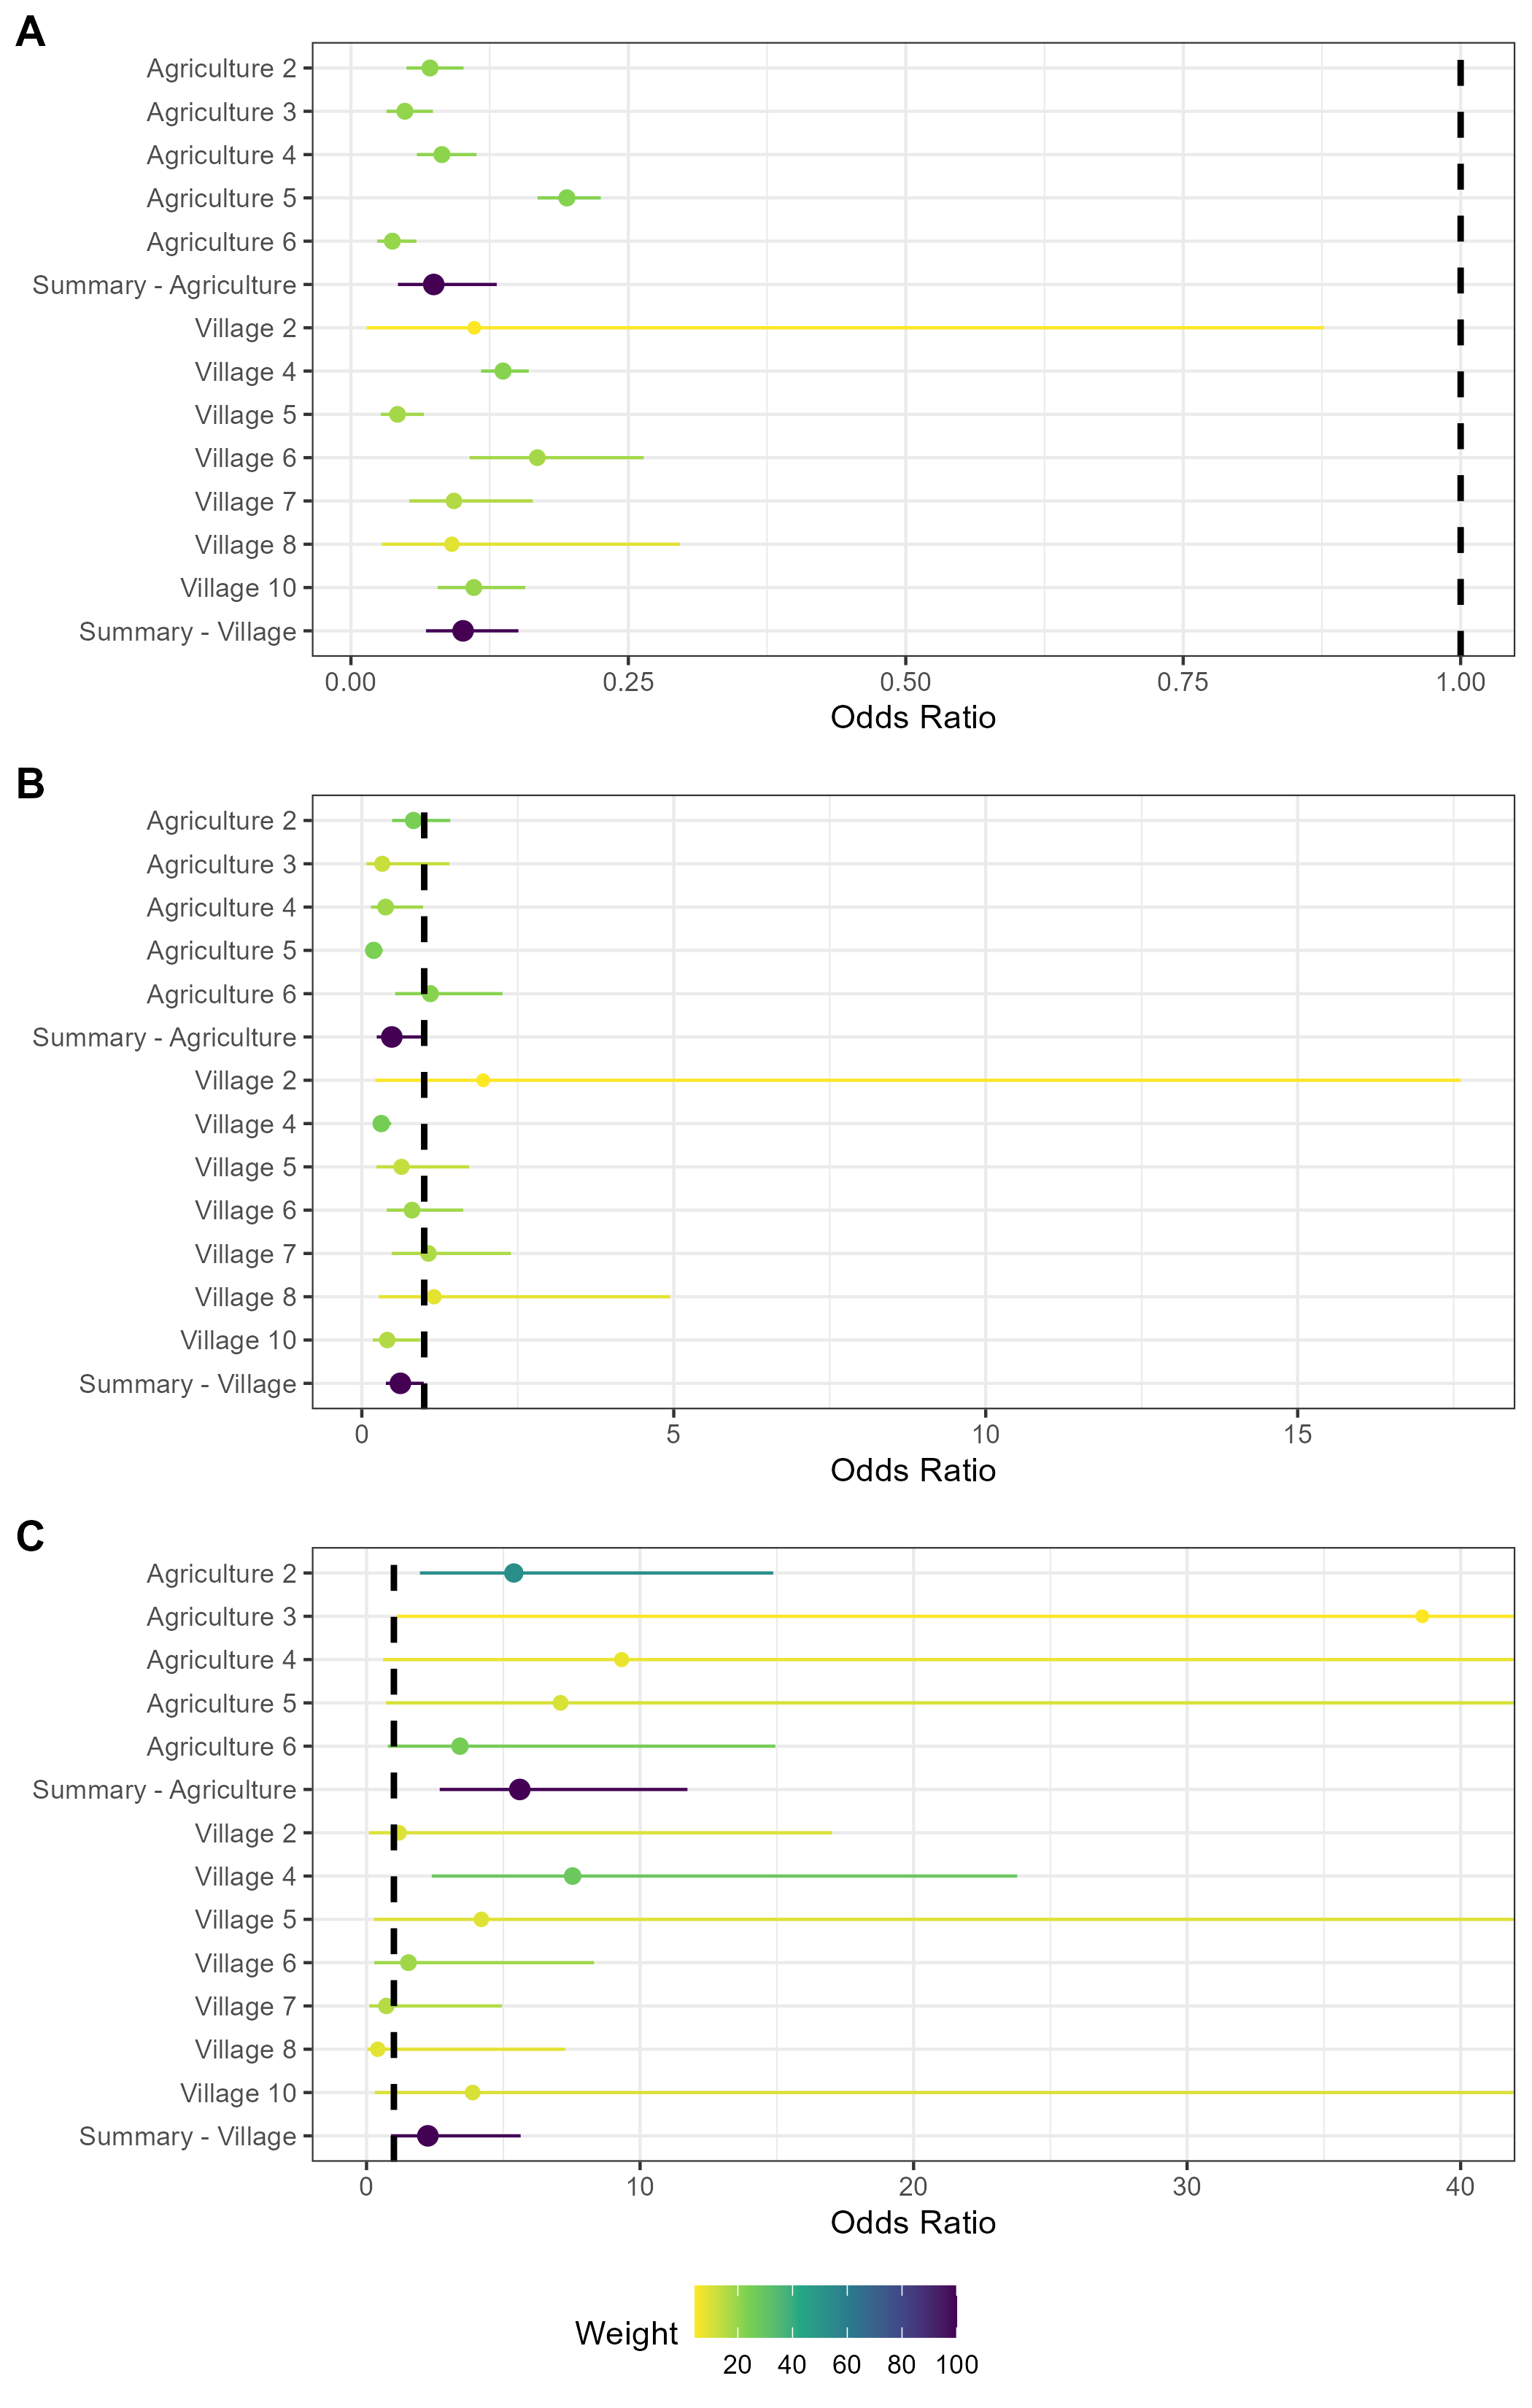 A
Agriculture 2
Agriculture 3
Agriculture 4
Agriculture 5
Agriculture 6
Summary - Agriculture
Village 2
Village 4
Village 5
Village 6
Village 7
Village 8
Village 10
Summary - Village
0.00 0.25 0.50 0.75 1.00
Odds Ratio
B
Agriculture 2
Agriculture 3
Agriculture 4
Agriculture 5
Agriculture 6
Summary - Agriculture
Village 2
Village 4
Village 5
Village 6
Village 7
Village 8
Village 10
Summary - Village
0 5 10 15
Odds Ratio
C
Agriculture 2
Agriculture 3
Agriculture 4
Agriculture 5
Agriculture 6
Summary - Agriculture
Village 2
Village 4
Village 5
Village 6
Village 7
Village 8
Village 10
Summary - Village
0 10 20 30 40
Odds Ratio
Weight
20 40 60 80 100